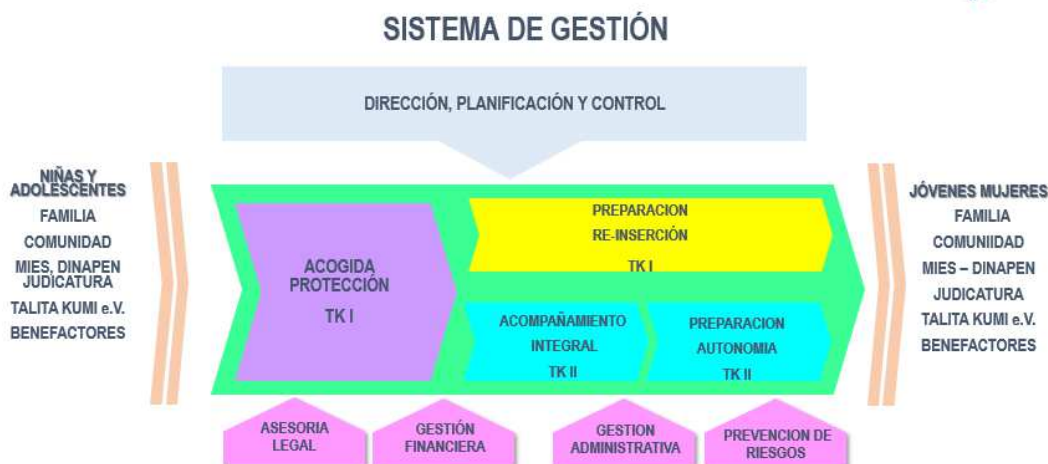 SISTEMA DE GESTIÓN
DIRECCIÓN, PLANIFICACIÓN Y CONTROL
NIÑAS Y
ADOLESCENTES
FAMILIA
COMUNIDAD
MIES, DINAPEN
JUDICATURA
TALITA KUMI e.V.
BENEFACTORES
ACOGIDA
PROTECCIÓN
TK I
PREPARACION
RE-INSERCIÓN
TK I
ACOMPAÑAMIENTO
INTEGRAL
TK II
PREPARACION
AUTONOMIA
TK II
JÓVENES MUJERES
FAMILIA
COMUNIIDAD
MIES – DINAPEN
JUDICATURA
TALITA KUMI e.V.
BENEFACTORES
ASESORIA
LEGAL
GESTIÓN
FINANCIERA
GESTION
ADMINISTRATIVA
PREVENCION DE
RIESGOS